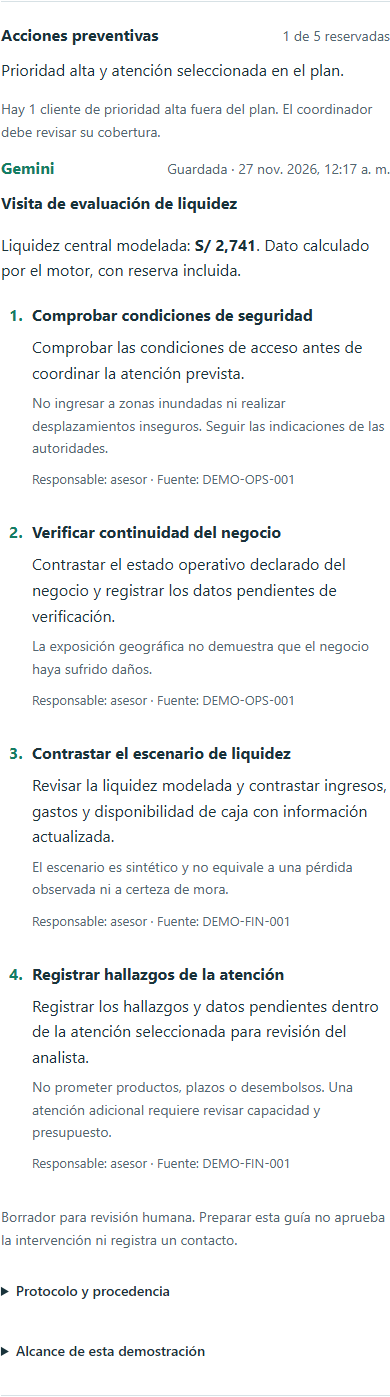 Acciones preventivas 1 de 5 reservadas
Prioridad alta y atención seleccionada en el plan.
Hay 1 cliente de prioridad alta fuera del plan. El coordinador
debe revisar su cobertura.
Gemini Guardada · 27 nov. 2026, 12:17 a. m.
Visita de evaluación de liquidez
Liquidez central modelada: S/ 2,741. Dato calculado
por el motor, con reserva incluida.
1. Comprobar condiciones de seguridad
Comprobar las condiciones de acceso antes de
coordinar la atención prevista.
No ingresar a zonas inundadas ni realizar
desplazamientos inseguros. Seguir las indicaciones de las
autoridades.
Responsable: asesor · Fuente: DEMO-OPS-001
2. Verificar continuidad del negocio
Contrastar el estado operativo declarado del
negocio y registrar los datos pendientes de
verificación.
La exposición geográfica no demuestra que el negocio
haya sufrido daños.
Responsable: asesor · Fuente: DEMO-OPS-001
3. Contrastar el escenario de liquidez
Revisar la liquidez modelada y contrastar ingresos,
gastos y disponibilidad de caja con información
actualizada.
El escenario es sintético y no equivale a una pérdida
observada ni a certeza de mora.
Responsable: asesor · Fuente: DEMO-FIN-001
4. Registrar hallazgos de la atención
Registrar los hallazgos y datos pendientes dentro
de la atención seleccionada para revisión del
analista.
No prometer productos, plazos o desembolsos. Una
atención adicional requiere revisar capacidad y
presupuesto.
Responsable: asesor · Fuente: DEMO-FIN-001
Borrador para revisión humana. Preparar esta guía no aprueba
la intervención ni registra un contacto.
▶ Protocolo y procedencia
▶ Alcance de esta demostración